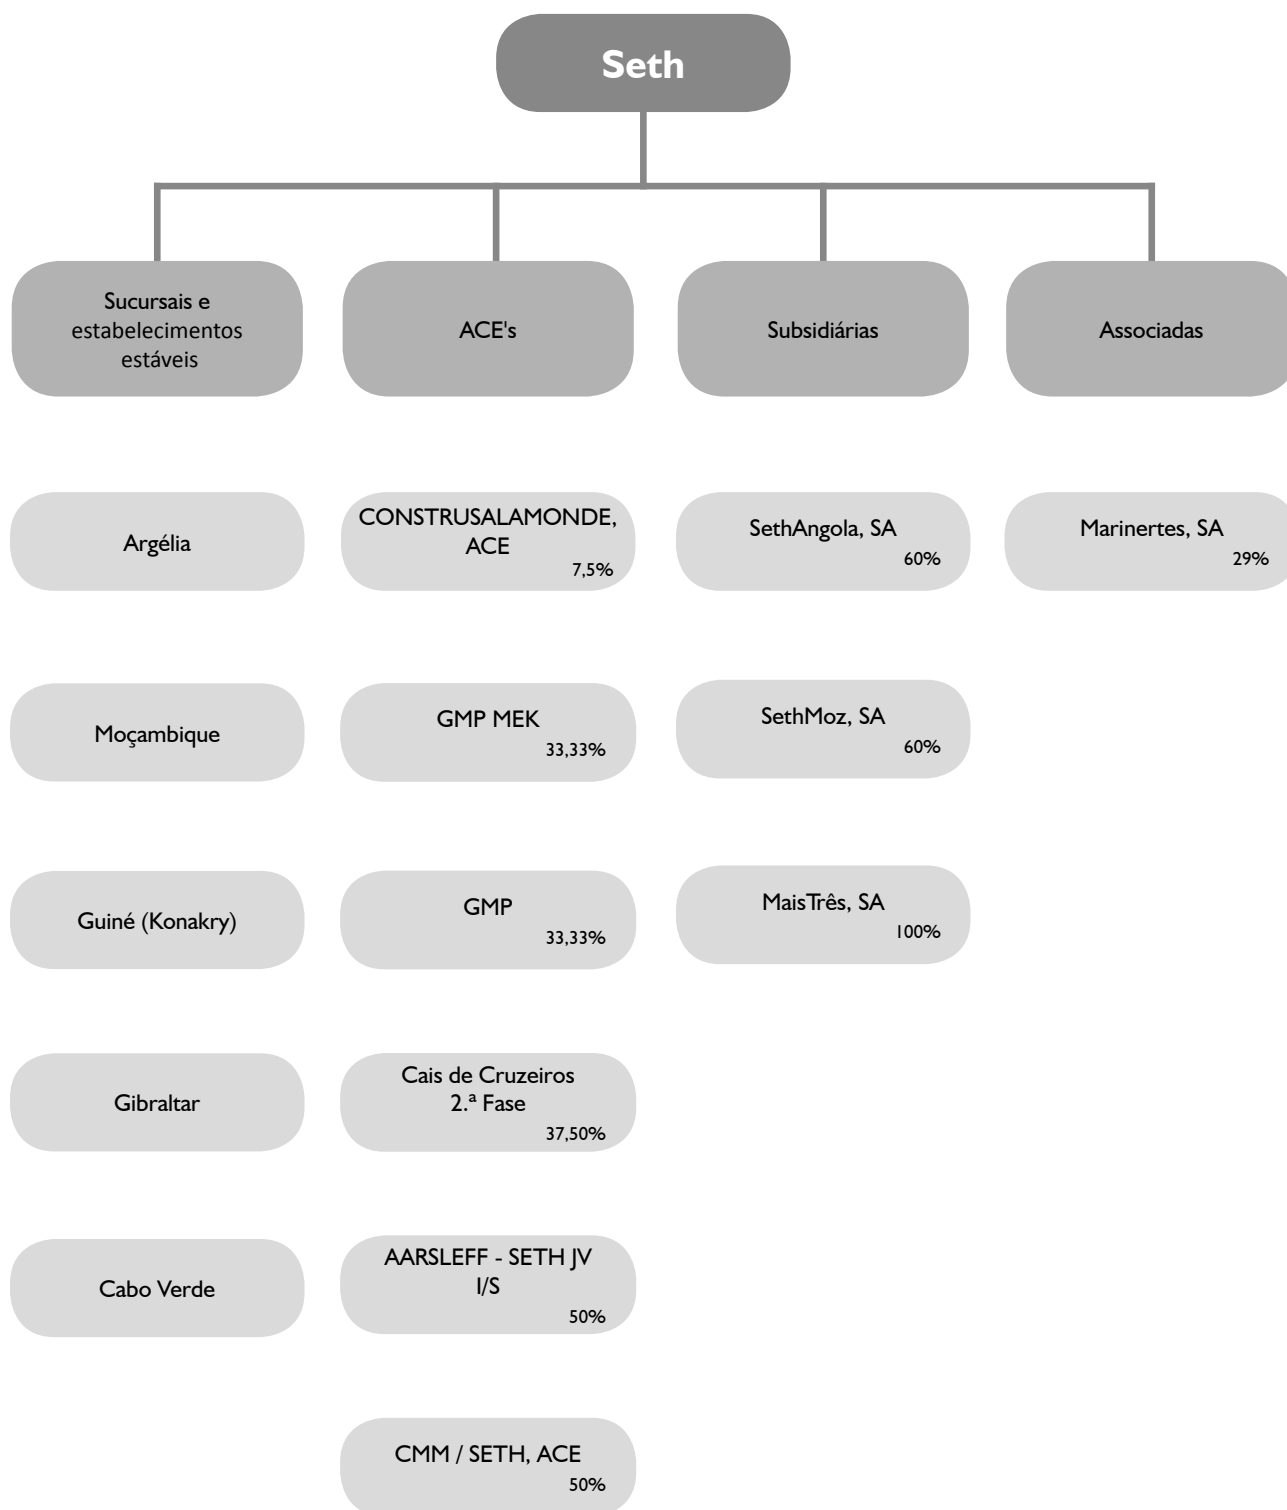 Seth
Sucursais e
estabelecimentos
estáveis
ACE's
Subsidiárias
Associadas
Argélia
CONSTRUSALAMONDE,
ACE
7,5%
SethAngola, SA
60%
Marinertes, SA
29%
Moçambique
GMP MEK
33,33%
SethMoz, SA
60%
Guiné (Konakry)
GMP
33,33%
MaisTrês, SA
100%
Gibraltar
Cais de Cruzeiros
2.ª Fase
37,50%
Cabo Verde
AARSLEFF - SETH JV
I/S
50%
CMM / SETH, ACE
50%